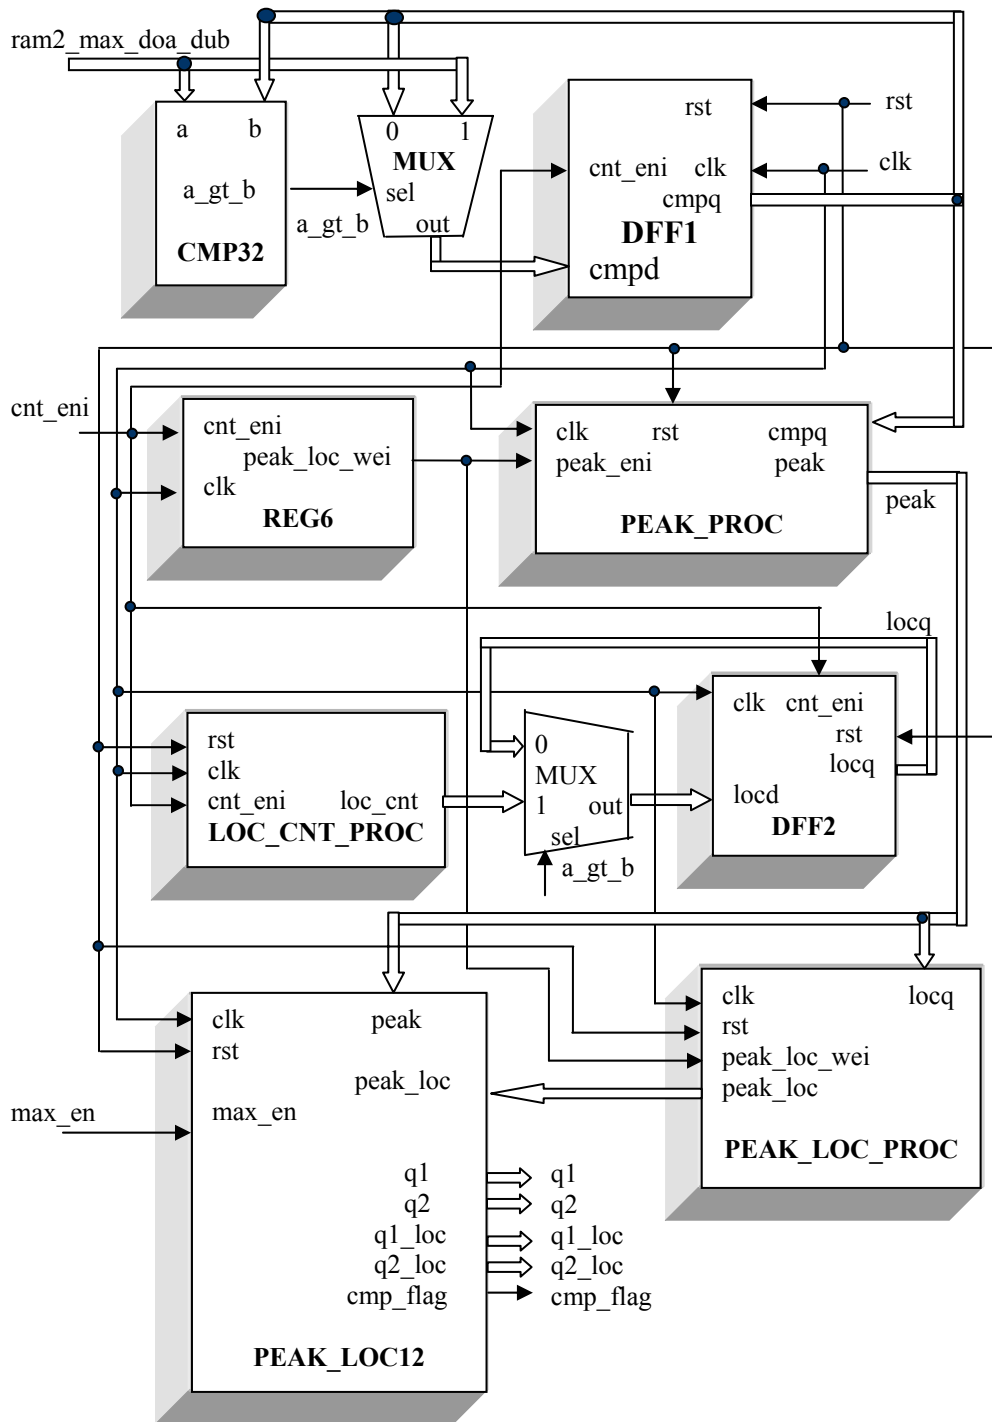 ram2_max_doa_dub
a b
a_gt_b
CMP32
a_gt_b
0 1
MUX
sel
out
rst
cnt_eni clk
cmpq
DFF1
cmpd
rst
clk
cnt_eni
cnt_eni
peak_loc_wei
clk
REG6
clk rst cmpq
peak_eni peak
PEAK_PROC
peak
locq
rst
clk
cnt_eni loc_cnt
LOC_CNT_PROC
0
MUX
1 out
sel
a_gt_b
clk cnt_eni
rst
locq
locd
DFF2
clk peak
rst
peak_loc
max_en
max_en
q1
q2
q1_loc
q2_loc
cmp_flag
PEAK_LOC12
q1
q2
q1_loc
q2_loc
cmp_flag
clk locq
rst
peak_loc_wei
peak_loc
PEAK_LOC_PROC